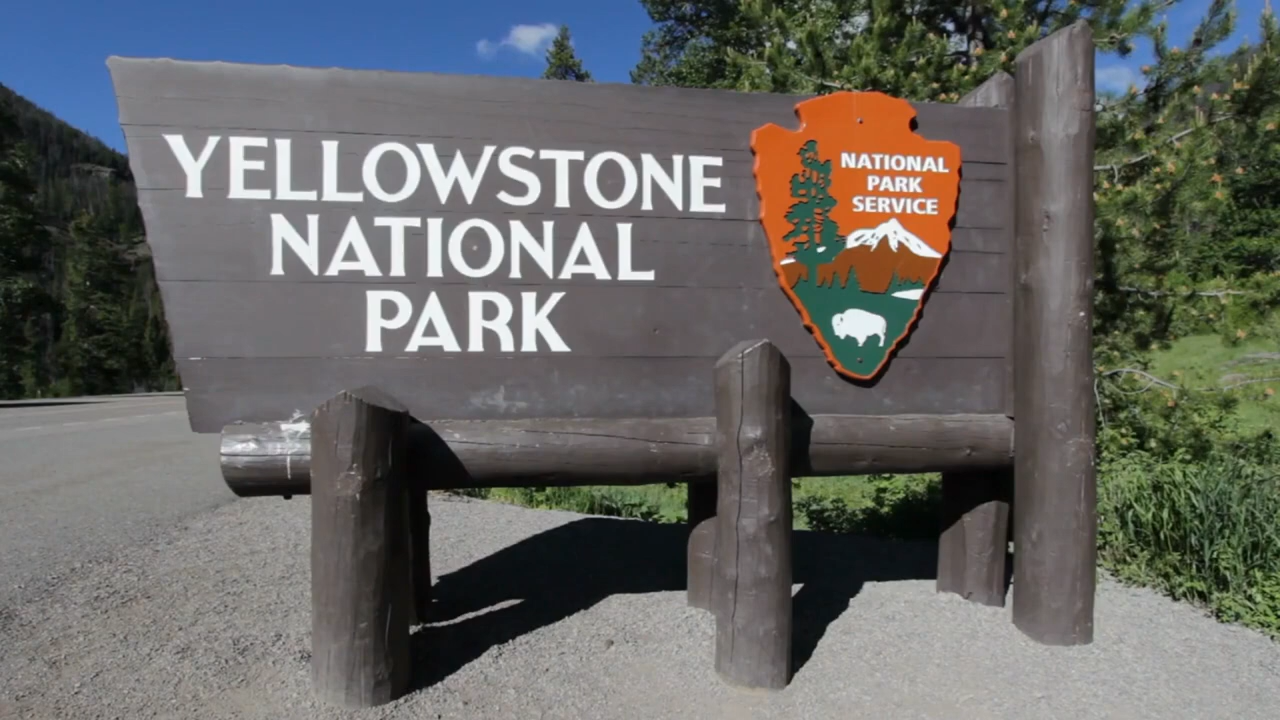 YELLOWSTONE
NATIONAL
PARK
NATIONAL
PARK
SERVICE